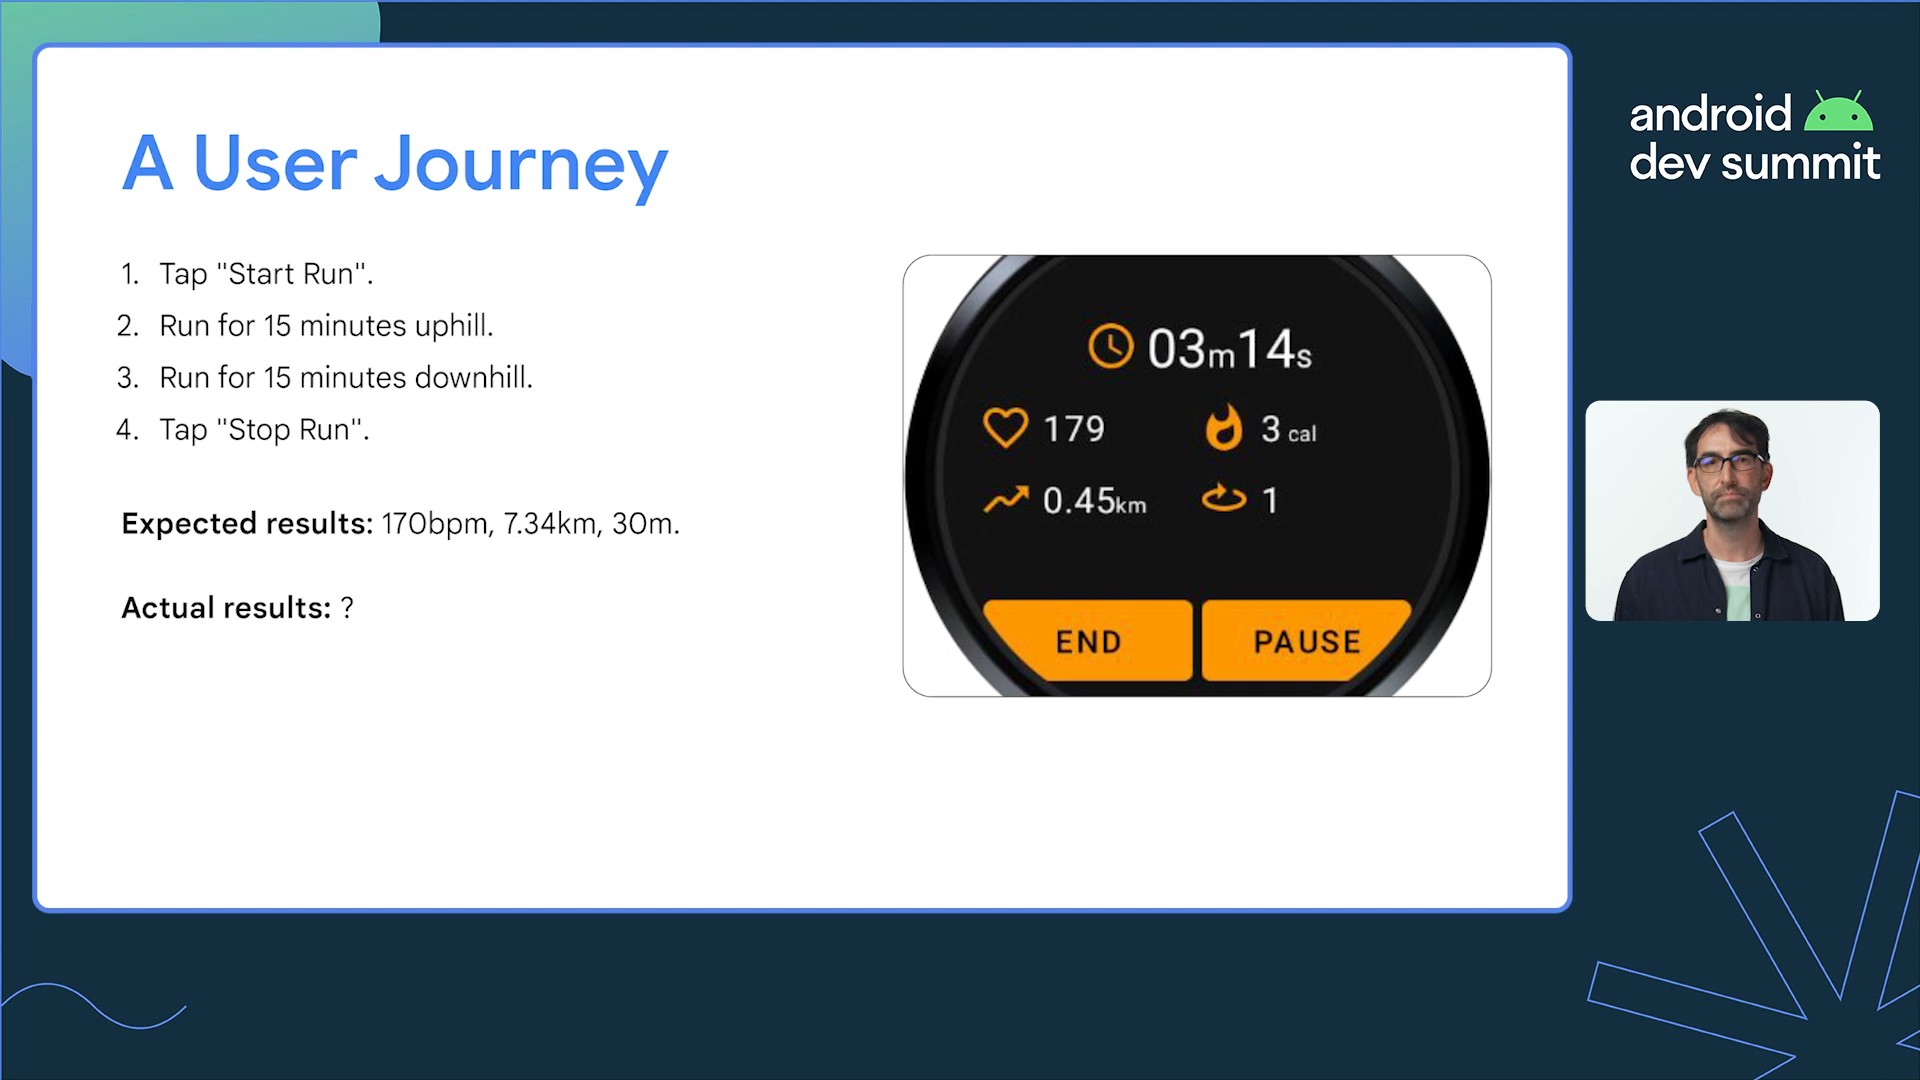 A User Journey
1. Tap "Start Run".
2. Run for 15 minutes uphill.
3. Run for 15 minutes downhill.
4. Tap "Stop Run".
Expected results: 170bpm, 7.34km, 30m.
Actual results: ?
03m14s
179
3 cal
0.45km
1
END
PAUSE
android
dev summit